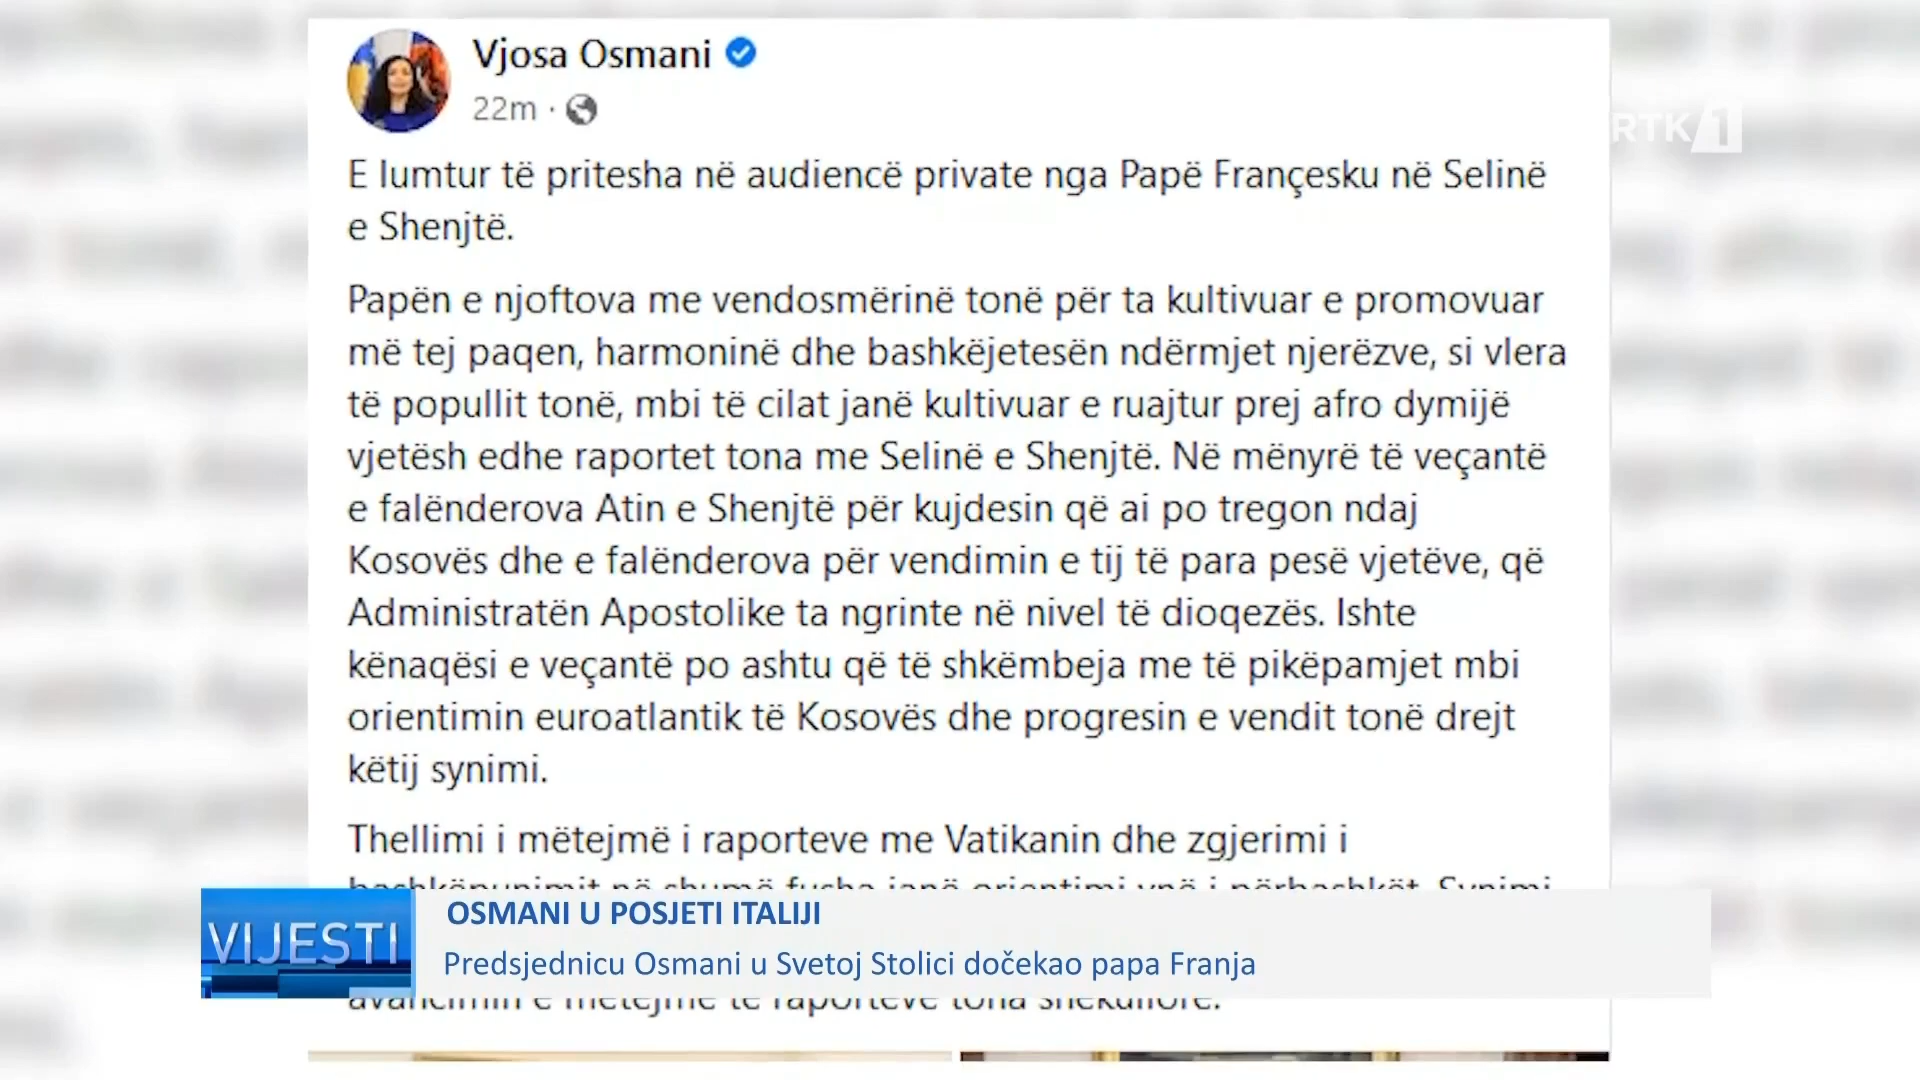 Vjosa Osmani
22m ·
RTK 1
E lumtur të pritesha në audiencë private nga Papë Françesku në Selinë
e Shenjtë.
Papën e njoftova me vendosmërinë tonë për ta kultivuar e promovuar
më tej paqen, harmoninë dhe bashkëjetesën ndërmjet njerëzve, si vlera
të popullit tonë, mbi të cilat janë kultivuar e ruajtur prej afro dymijë
vjetësh edhe raportet tona me Selinë e Shenjtë. Në mënyrë të veçantë
e falënderova Atin e Shenjtë për kujdesin që ai po tregon ndaj
Kosovës dhe e falënderova për vendimin e tij të para pesë vjetëve, që
Administratën Apostolike ta ngrinte në nivel të dioqezës. Ishte
kënaqësi e veçantë po ashtu që të shkëmbeja me të pikëpamjet mbi
orientimin euroatlantik të Kosovës dhe progresin e vendit tonë drejt
këtij synimi.
Thellimi i mëtejmë i raporteve me Vatikanin dhe zgjerimi i
VIJESTI
OSMANI U POSJETI ITALIJI
Predsjednicu Osmani u Svetoj Stolici dočekao papa Franja